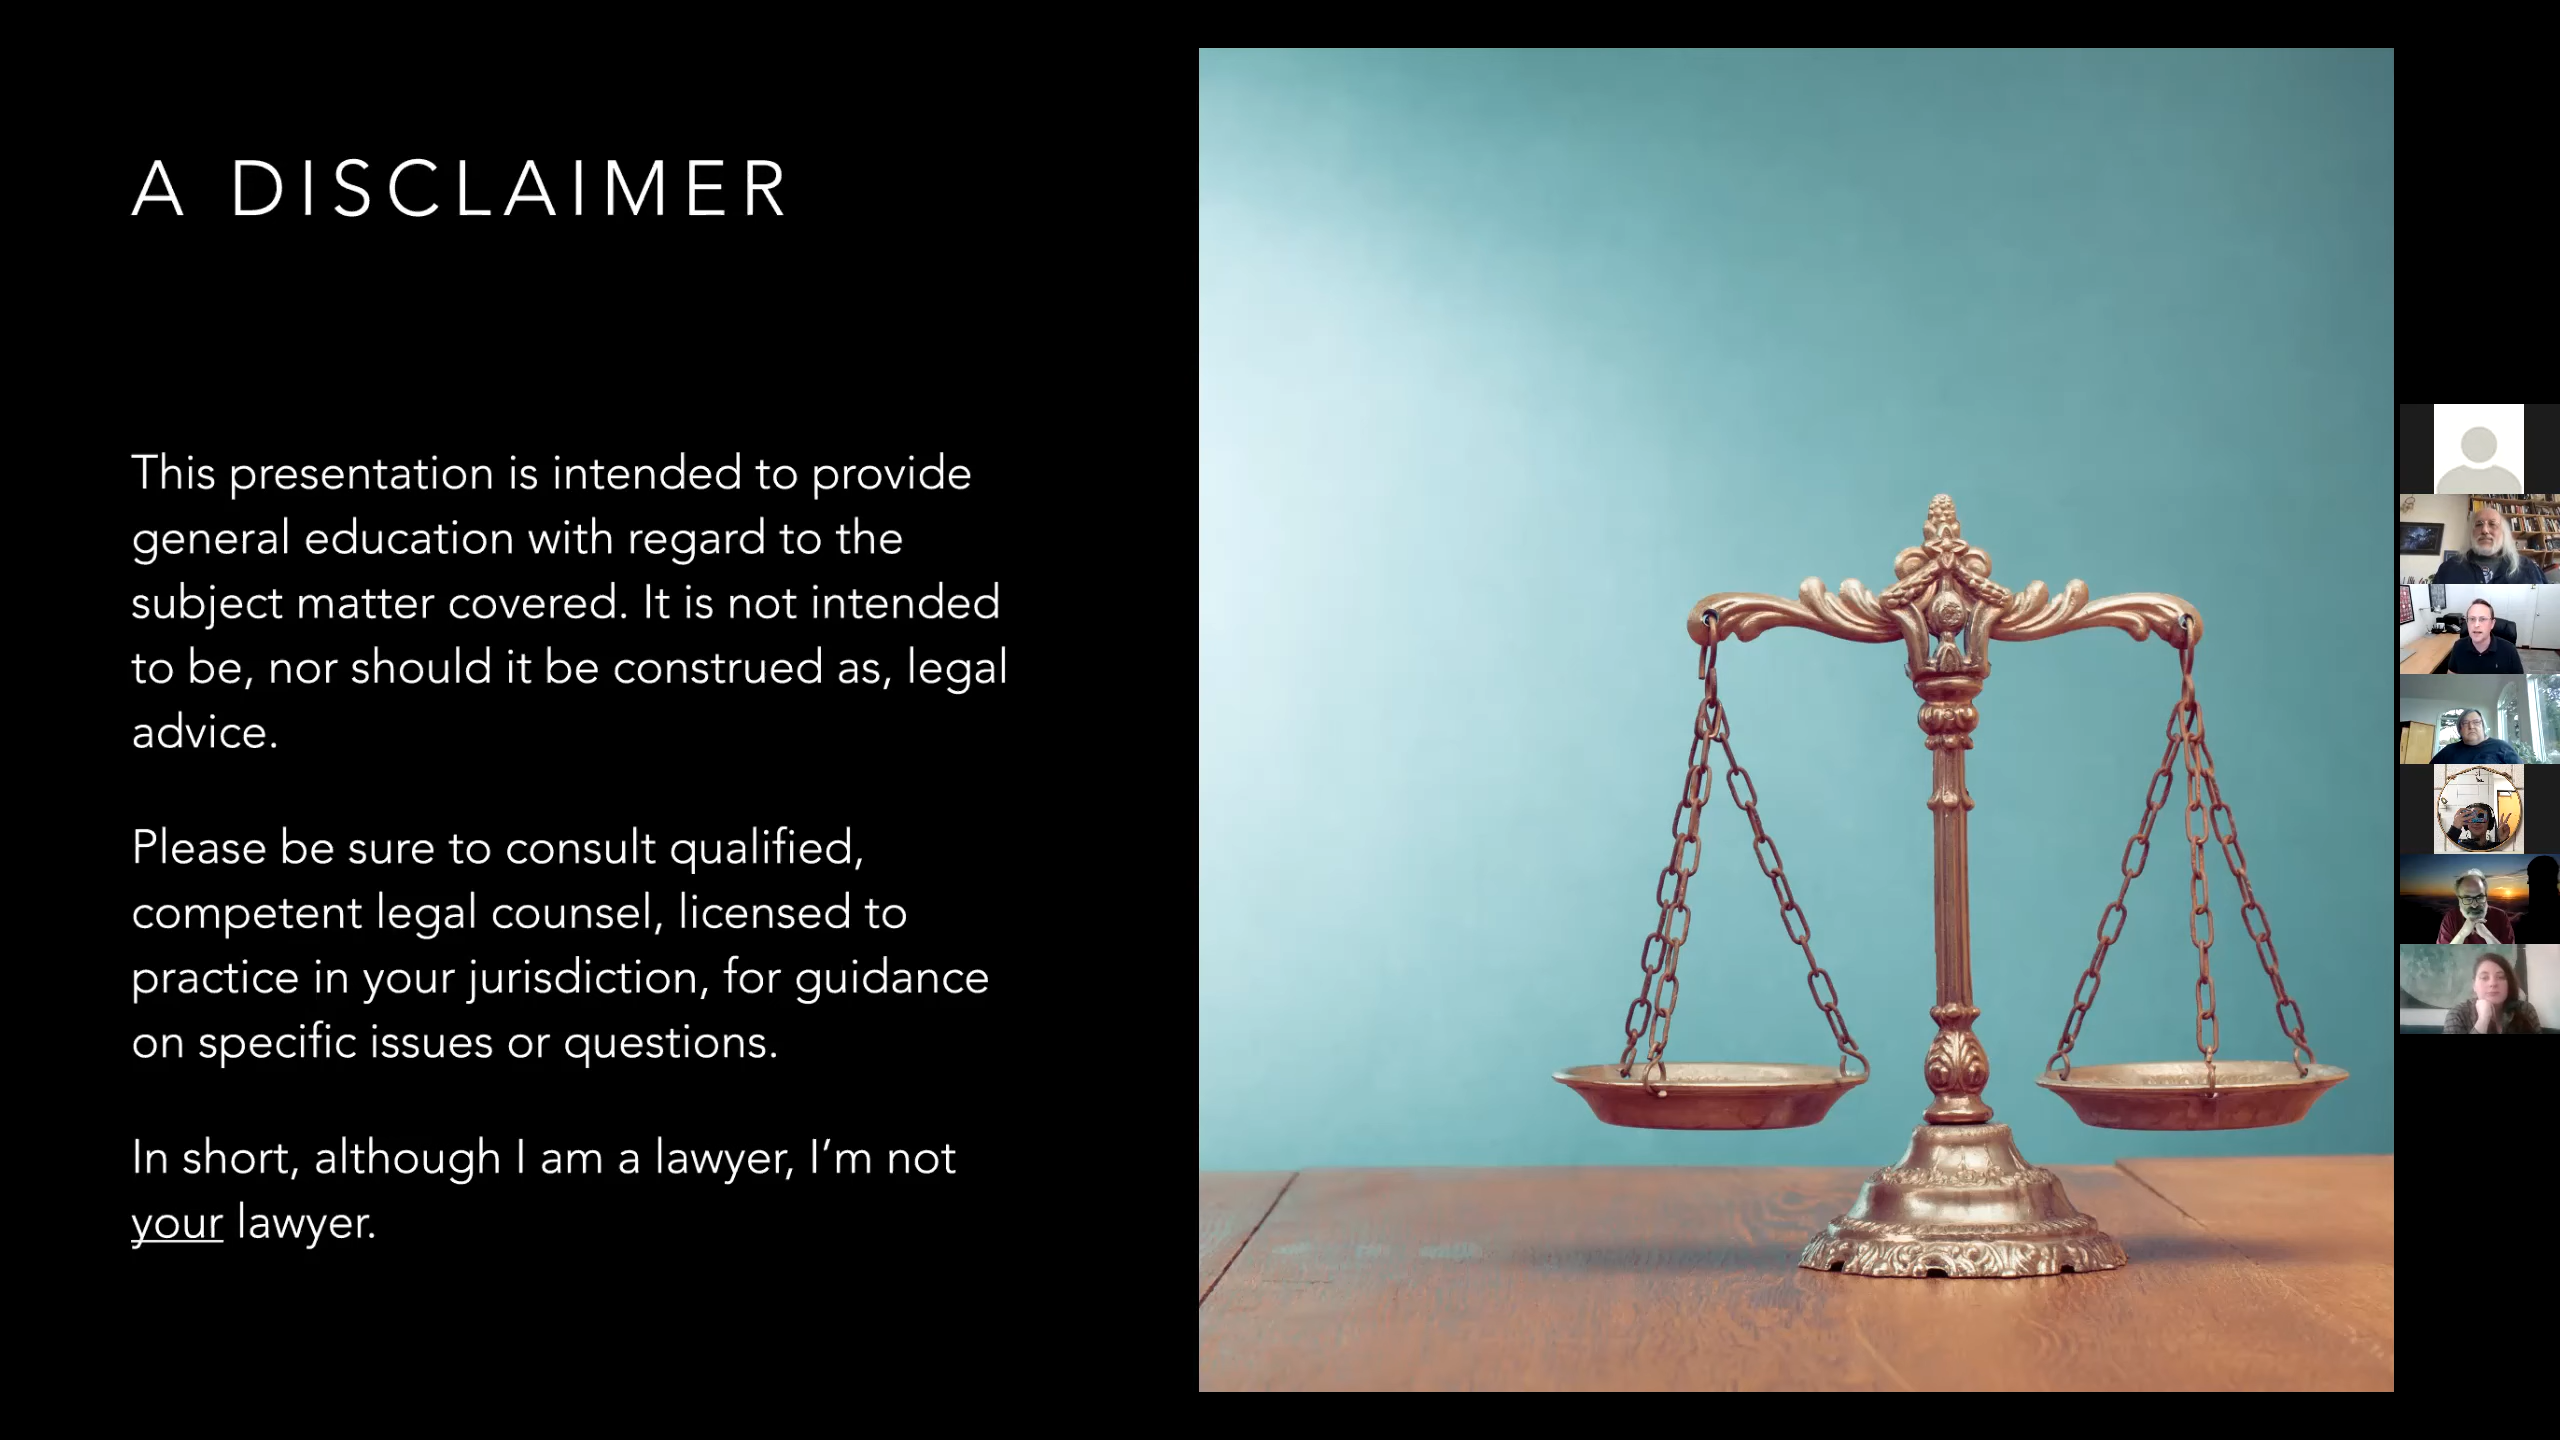 A DISCLAIMER
This presentation is intended to provide
general education with regard to the
subject matter covered. It is not intended
to be, nor should it be construed as, legal
advice.
Please be sure to consult qualified,
competent legal counsel, licensed to
practice in your jurisdiction, for guidance
on specific issues or questions.
In short, although I am a lawyer, I’m not
your lawyer.